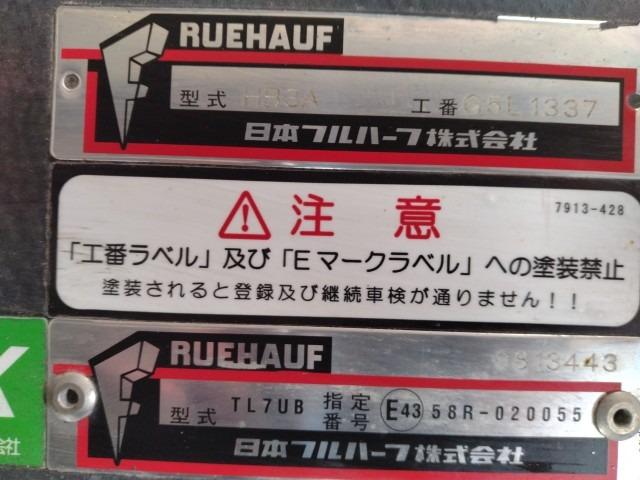 RUEHAUF
型式 HB3A 工番 G5L1337
日本フルハーフ株式会社
⚠注意 7913-428
「工番ラベル」及び「Eマークラベル」への塗装禁止
塗装されると登録及び継続車検が通りません!!
RUEHAUF
型式 TL7UB 指定番号 E43 58R-020055
日本フルハーフ株式会社
会社